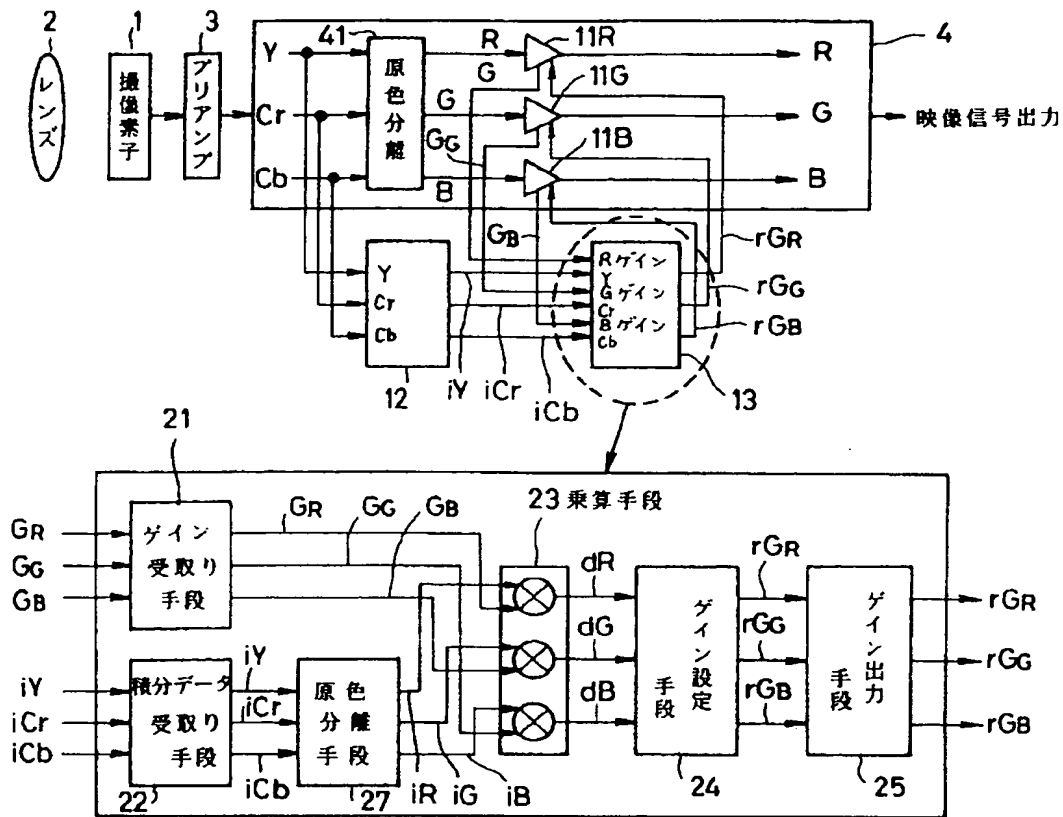 2
1
3
レンズ
撮像素子
プリアンプ
Y
Cr
Cb
41
原色分離
R
G
G
GG
B
GB
11R
11G
11B
R
G
B
4
映像信号出力
Y
Cr
Cb
12
iY
iCr
iCb
Rゲイン
Y
Gゲイン
Cr
Bゲイン
Cb
13
rGR
rGG
rGB
21
GR
GG
GB
ゲイン
受取り
手段
GR
GG
GB
23 乗算手段
iY
iCr
iCb
積分データ
受取り
手段
22
iY
iCr
iCb
原色
分離
手段
27
iR
iG
iB
dR
dG
dB
ゲイン設定
手段
24
rGR
rGG
rGB
ゲイン出力
手段
25
rGR
rGG
rGB